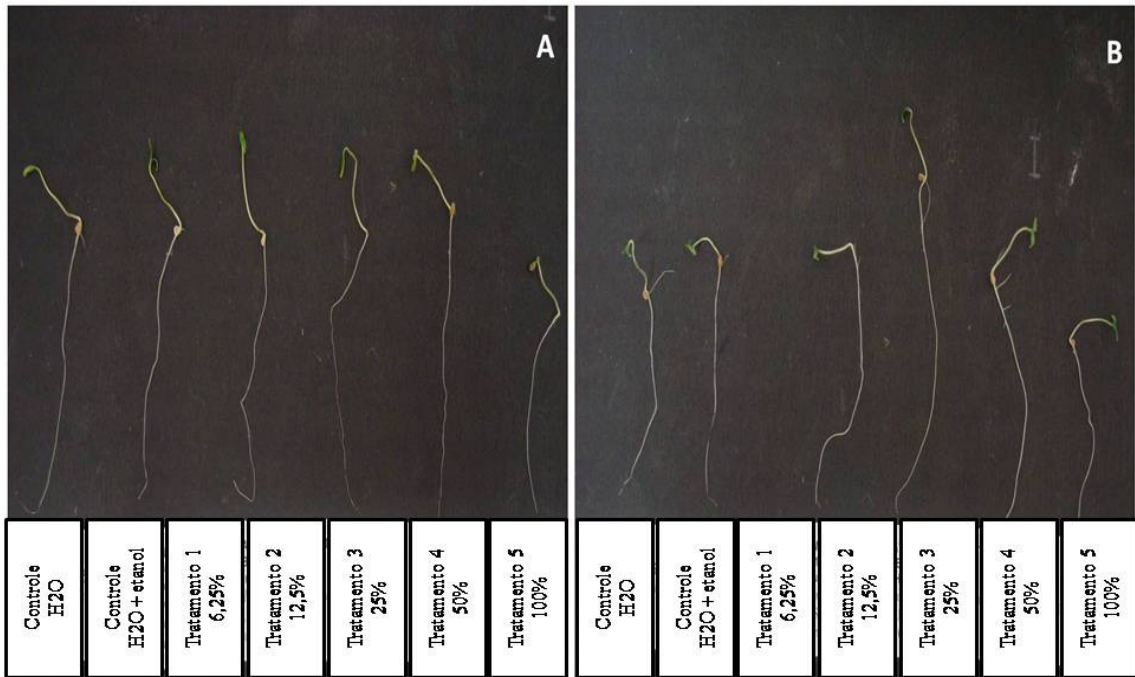 A
B
Controle
H2O
Controle
H2O + etanol
Tratamento 1
6,25%
Tratamento 2
12,5%
Tratamento 3
25%
Tratamento 4
50%
Tratamento 5
100%
Controle
H2O
Controle
H2O + etanol
Tratamento 1
6,25%
Tratamento 2
12,5%
Tratamento 3
25%
Tratamento 4
50%
Tratamento 5
100%